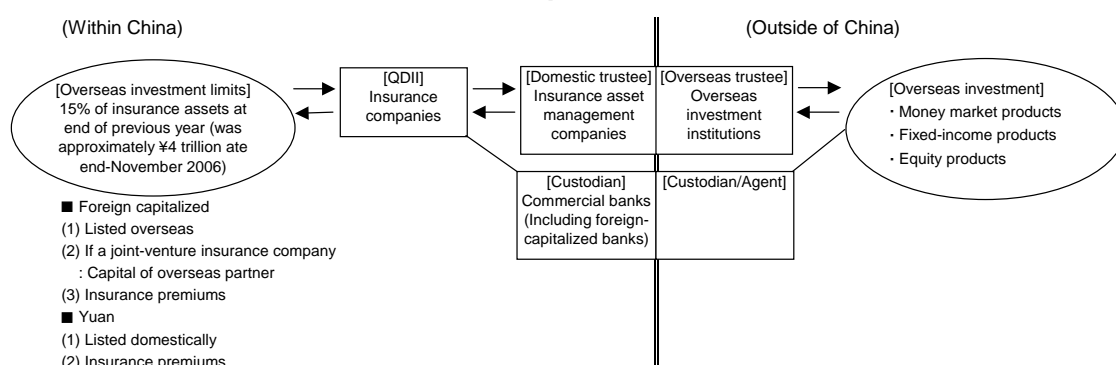 (Within China)
(Outside of China)
[Overseas investment limits]
15% of insurance assets at
end of previous year (was
approximately ¥4 trillion ate
end-November 2006)
[QDII]
Insurance
companies
[Domestic trustee]
Insurance asset
management
companies
[Overseas trustee]
Overseas
investment
institutions
[Overseas investment]
・Money market products
・Fixed-income products
・Equity products
[Custodian]
Commercial banks
(Including foreign-
capitalized banks)
[Custodian/Agent]
■ Foreign capitalized
(1) Listed overseas
(2) If a joint-venture insurance company
: Capital of overseas partner
(3) Insurance premiums
■ Yuan
(1) Listed domestically
(2) Insurance premiums